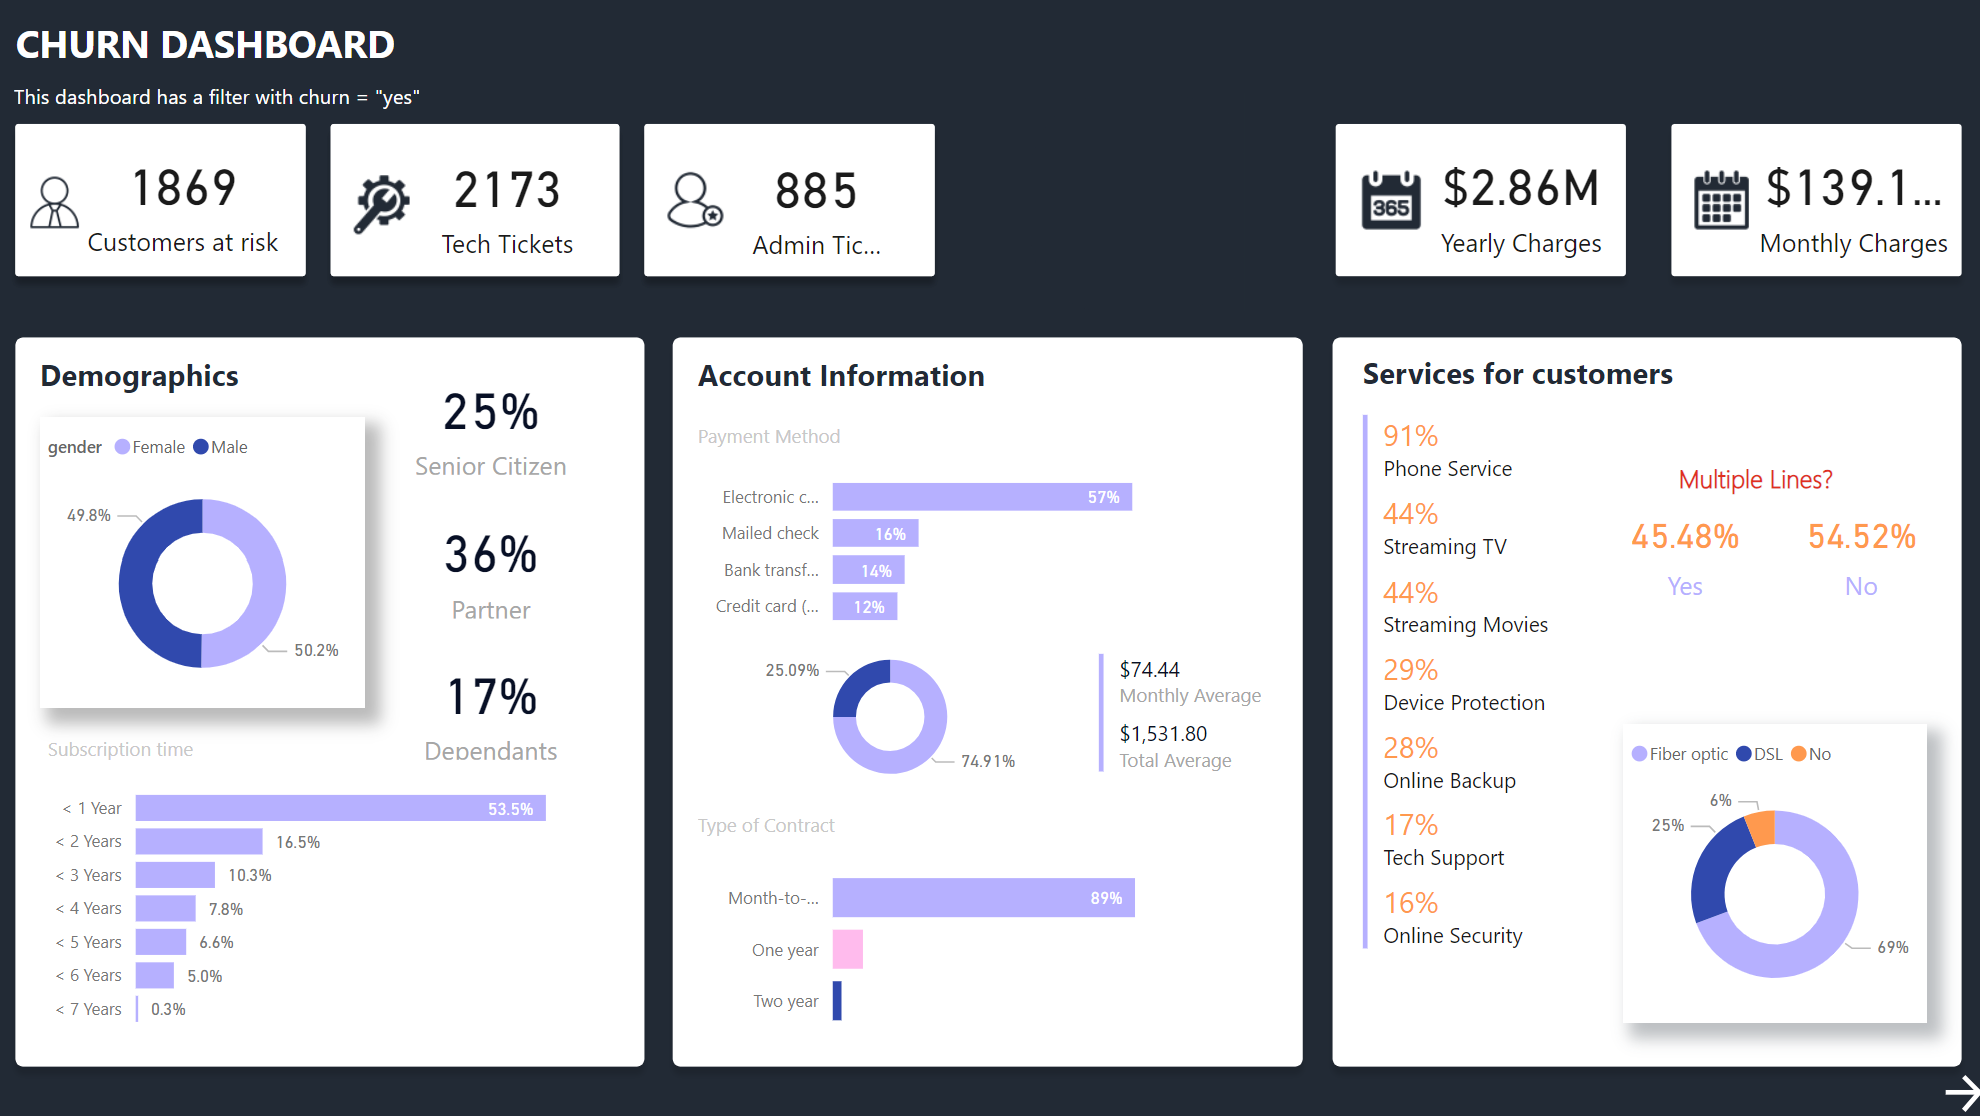 CHURN DASHBOARD
This dashboard has a filter with churn = "yes"
1869
Customers at risk
2173
Tech Tickets
885
Admin Tic...
365
$2.86M
Yearly Charges
$139.1...
Monthly Charges
Demographics
gender Female Male
49.8%
50.2%
25%
Senior Citizen
36%
Partner
17%
Dependants
Subscription time
< 1 Year 53.5%
< 2 Years 16.5%
< 3 Years 10.3%
< 4 Years 7.8%
< 5 Years 6.6%
< 6 Years 5.0%
< 7 Years 0.3%
Account Information
Payment Method
Electronic c... 57%
Mailed check 16%
Bank transf... 14%
Credit card (... 12%
25.09%
74.91%
$74.44
Monthly Average
$1,531.80
Total Average
Type of Contract
Month-to-... 89%
One year
Two year
Services for customers
91%
Phone Service
44%
Streaming TV
44%
Streaming Movies
29%
Device Protection
28%
Online Backup
17%
Tech Support
16%
Online Security
Multiple Lines?
45.48% 54.52%
Yes No
Fiber optic DSL No
6%
25%
69%